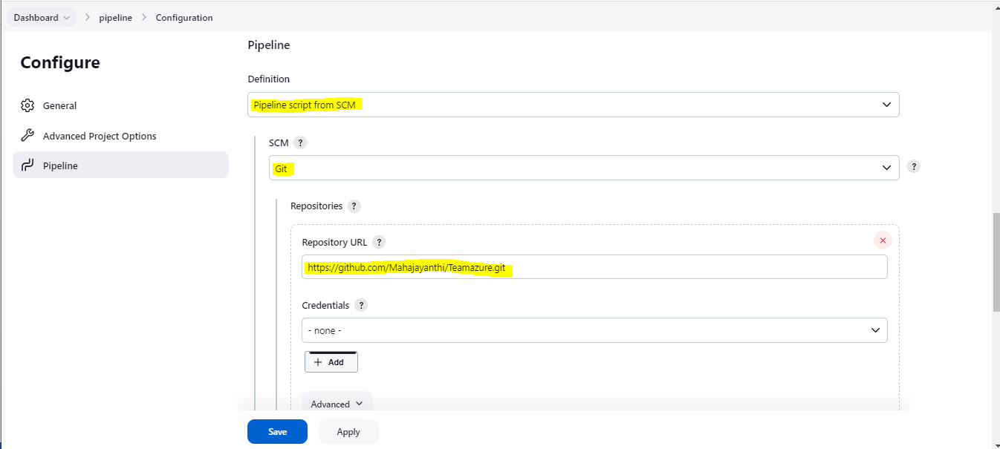 Dashboard pipeline Configuration
Configure
General
Advanced Project Options
Pipeline
Pipeline
Definition
Pipeline script from SCM
SCM ?
Git
?
Repositories ?
Repository URL ?
https://github.com/Mahajayanthi/Teamazure.git
Credentials ?
- none -
+ Add
Advanced
Save Apply